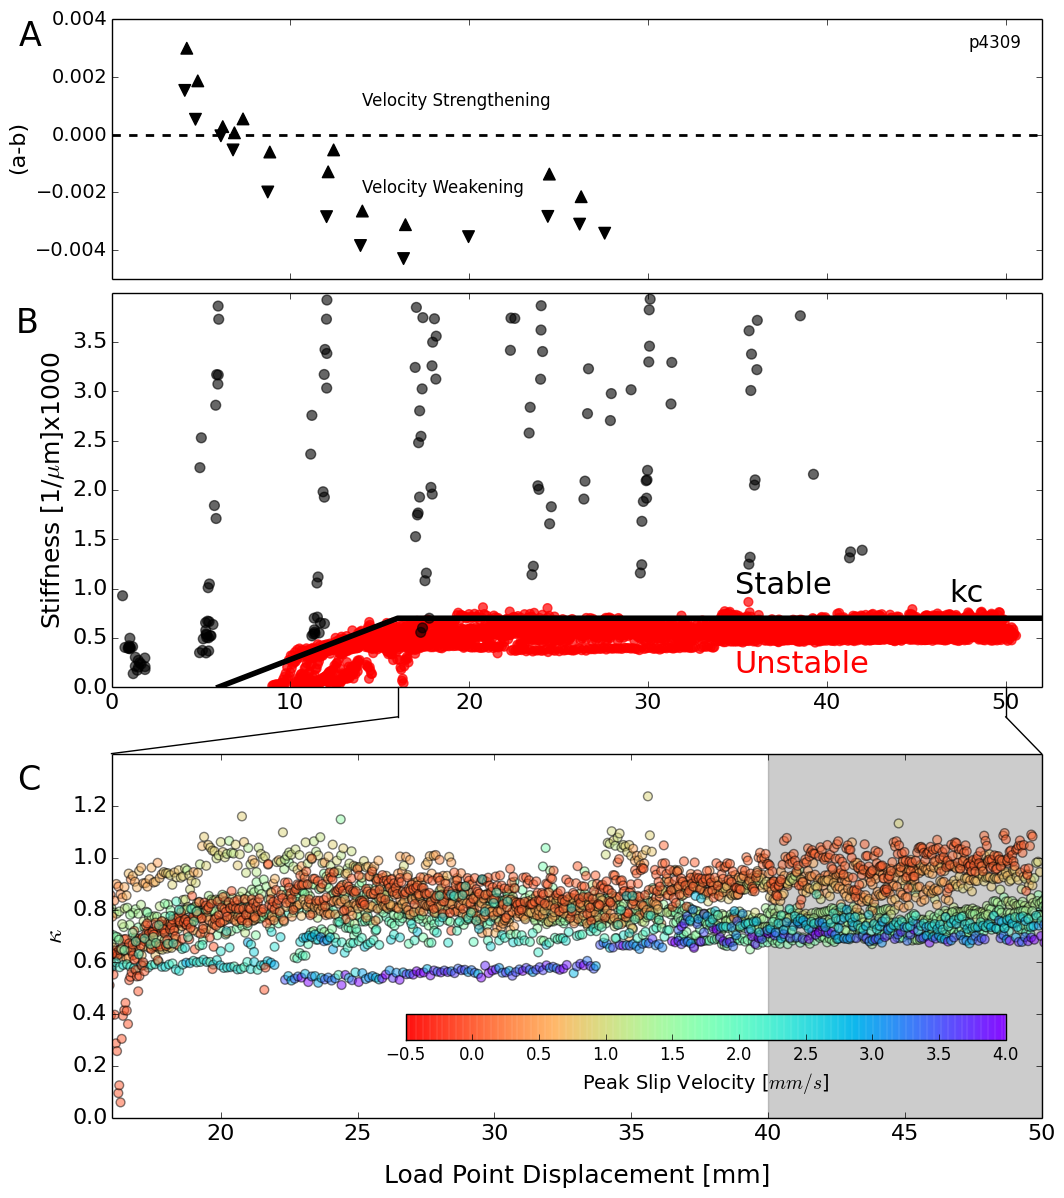 A
0.004
0.002
0.000
−0.002
−0.004
(a-b)
p4309
Velocity Strengthening
Velocity Weakening
B
3.5
3.0
2.5
2.0
1.5
1.0
0.5
0.0
Stiffness [1/μm]x1000
Stable
kc
Unstable
0 10 20 30 40 50
C
1.2
1.0
0.8
0.6
0.4
0.2
0.0
κ
−0.5 0.0 0.5 1.0 1.5 2.0 2.5 3.0 3.5 4.0
Peak Slip Velocity [mm/s]
20 25 30 35 40 45 50
Load Point Displacement [mm]